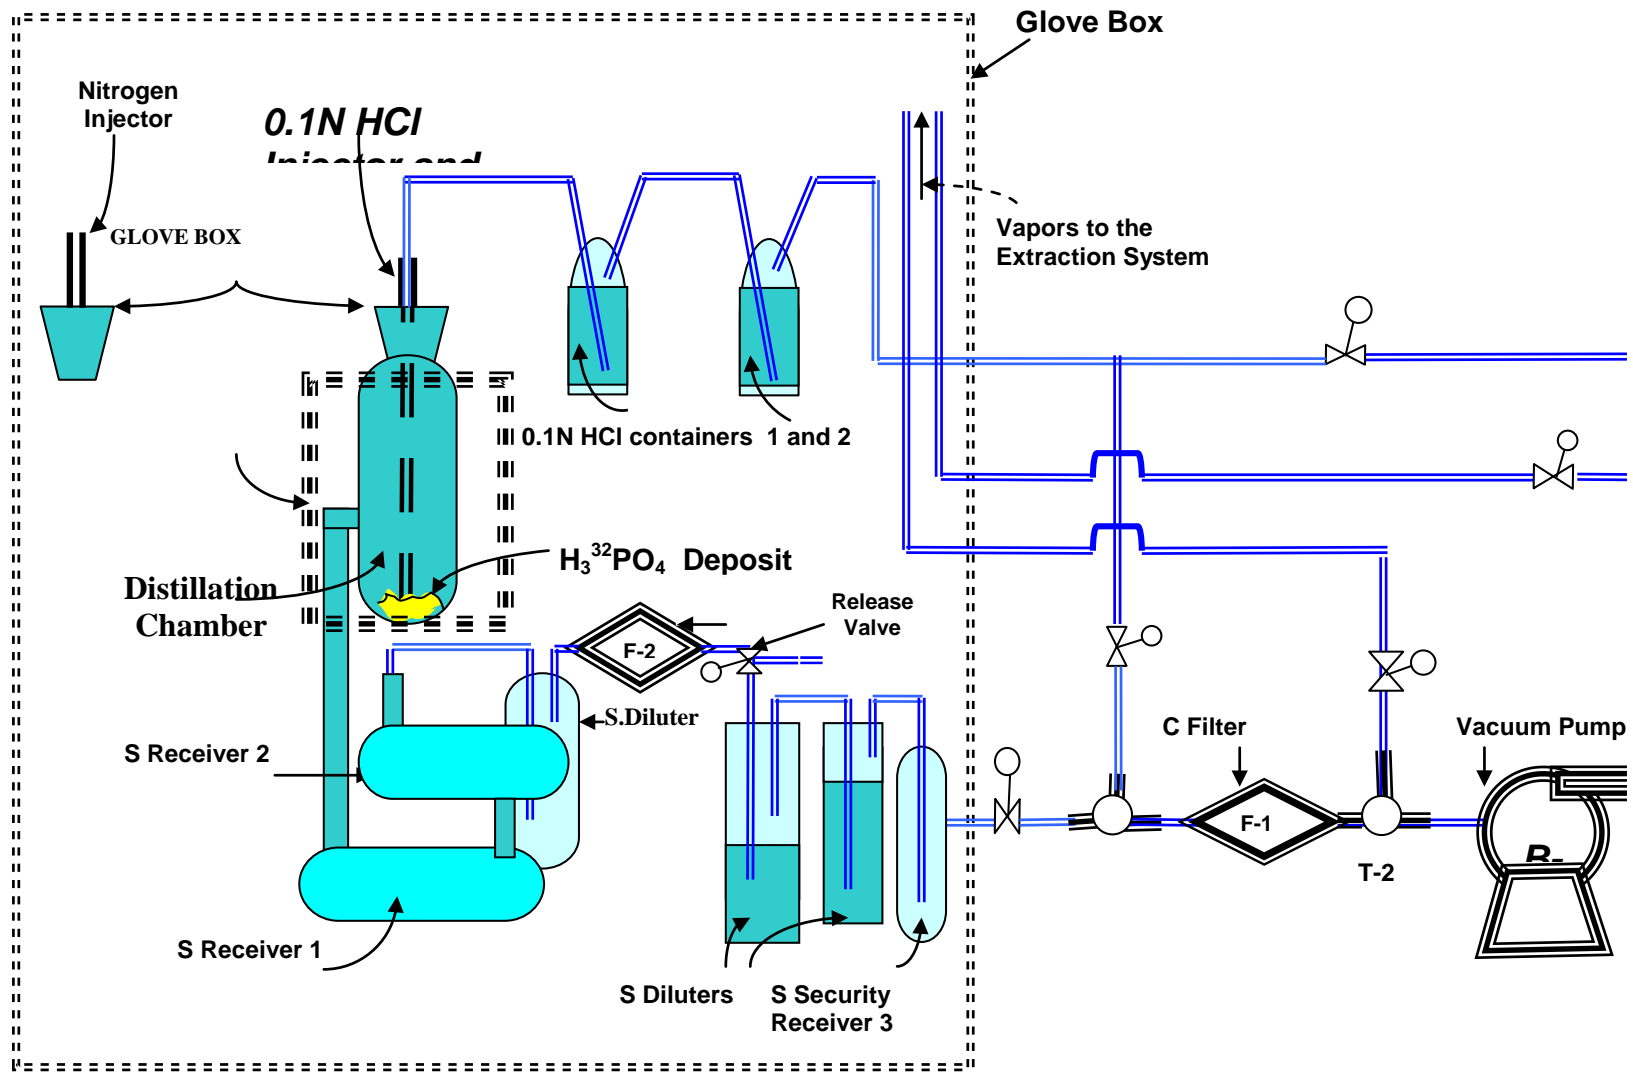 Glove Box
Nitrogen
Injector
0.1N HCl
Injector and
GLOVE BOX
Vapors to the
Extraction System
0.1N HCl containers 1 and 2
H₃³²PO₄ Deposit
Distillation
Chamber
Release
Valve
F-2
S.Diluter
S Receiver 2
C Filter
Vacuum Pump
F-1
B-
T-2
S Receiver 1
S Diluters
S Security
Receiver 3